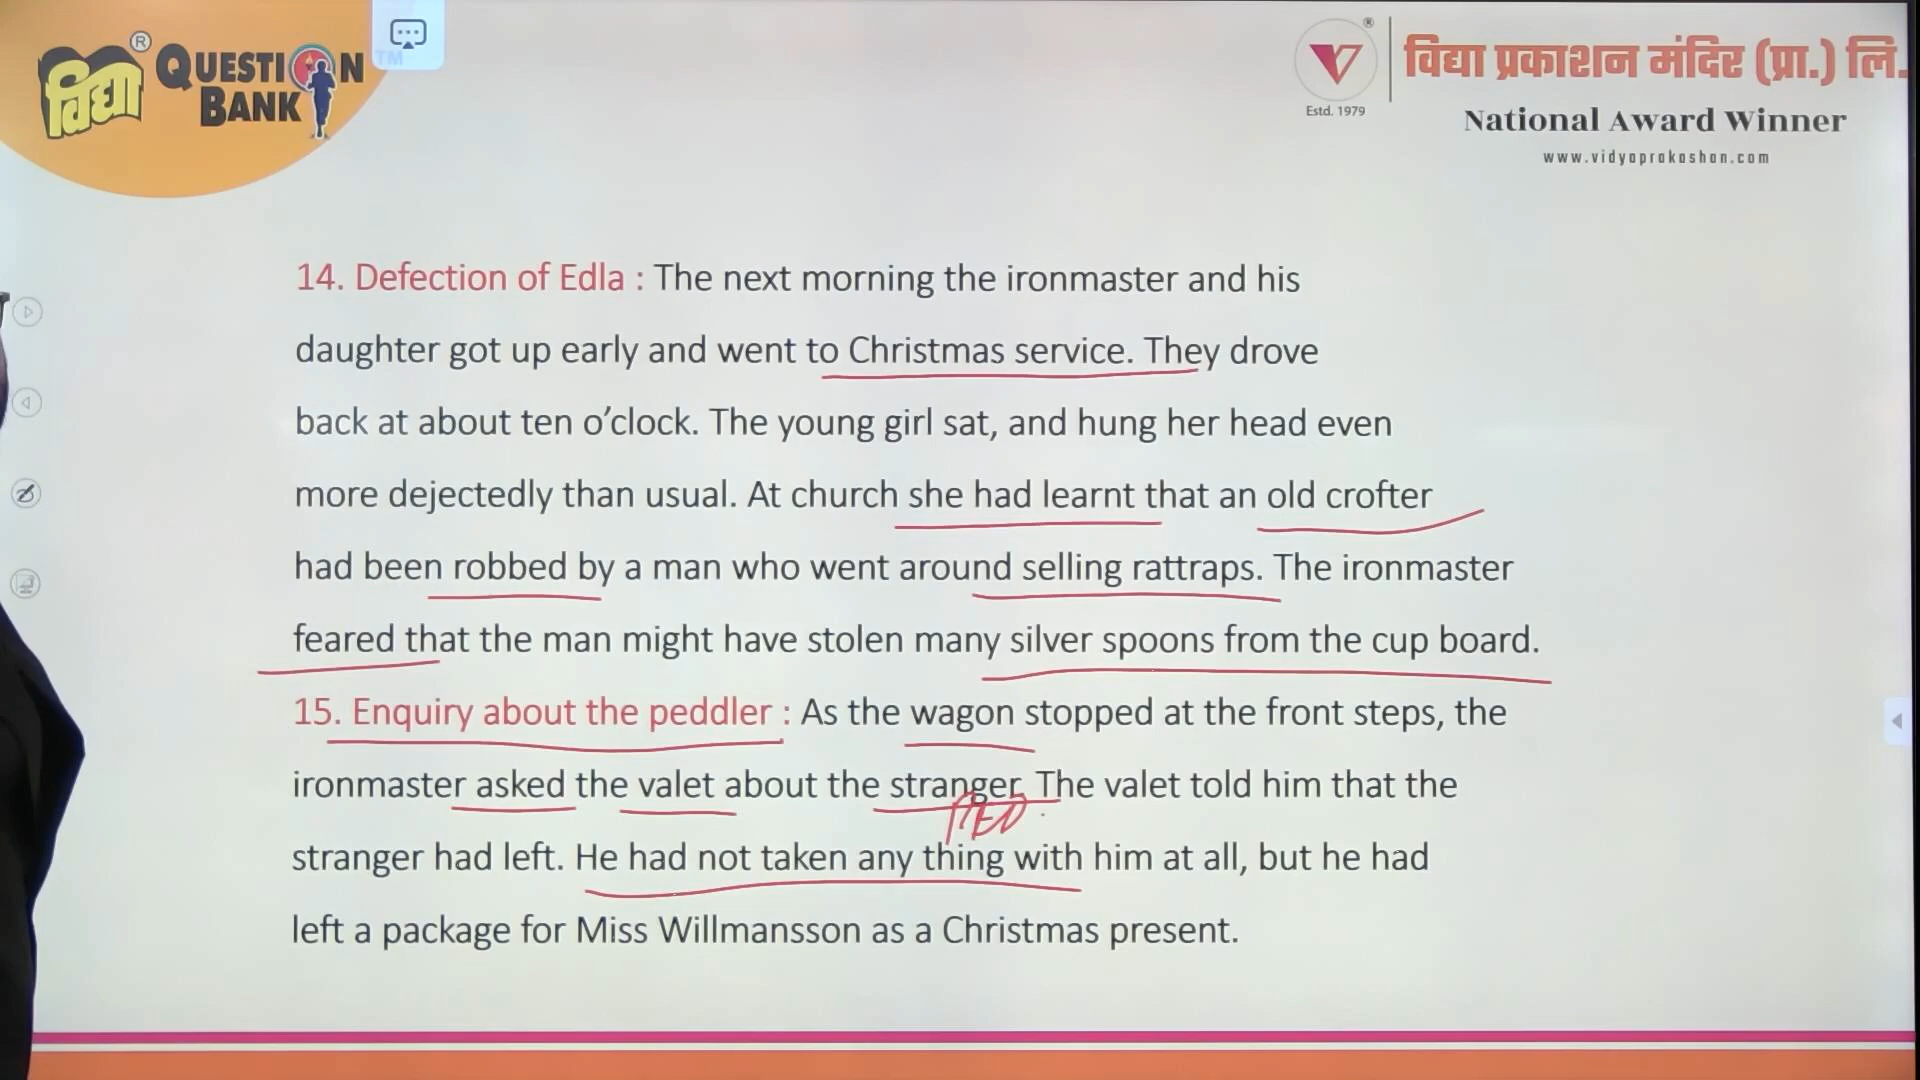 विद्या ® QUESTION BANK TM
®
Estd. 1979
विद्या प्रकाशन मंदिर (प्रा.) लि.
National Award Winner
www.vidyaprakashan.com
14. Defection of Edla : The next morning the ironmaster and his
daughter got up early and went to Christmas service. They drove
back at about ten o’clock. The young girl sat, and hung her head even
more dejectedly than usual. At church she had learnt that an old crofter
had been robbed by a man who went around selling rattraps. The ironmaster
feared that the man might have stolen many silver spoons from the cup board.
15. Enquiry about the peddler : As the wagon stopped at the front steps, the
ironmaster asked the valet about the stranger. The valet told him that the
PED
stranger had left. He had not taken any thing with him at all, but he had
left a package for Miss Willmansson as a Christmas present.